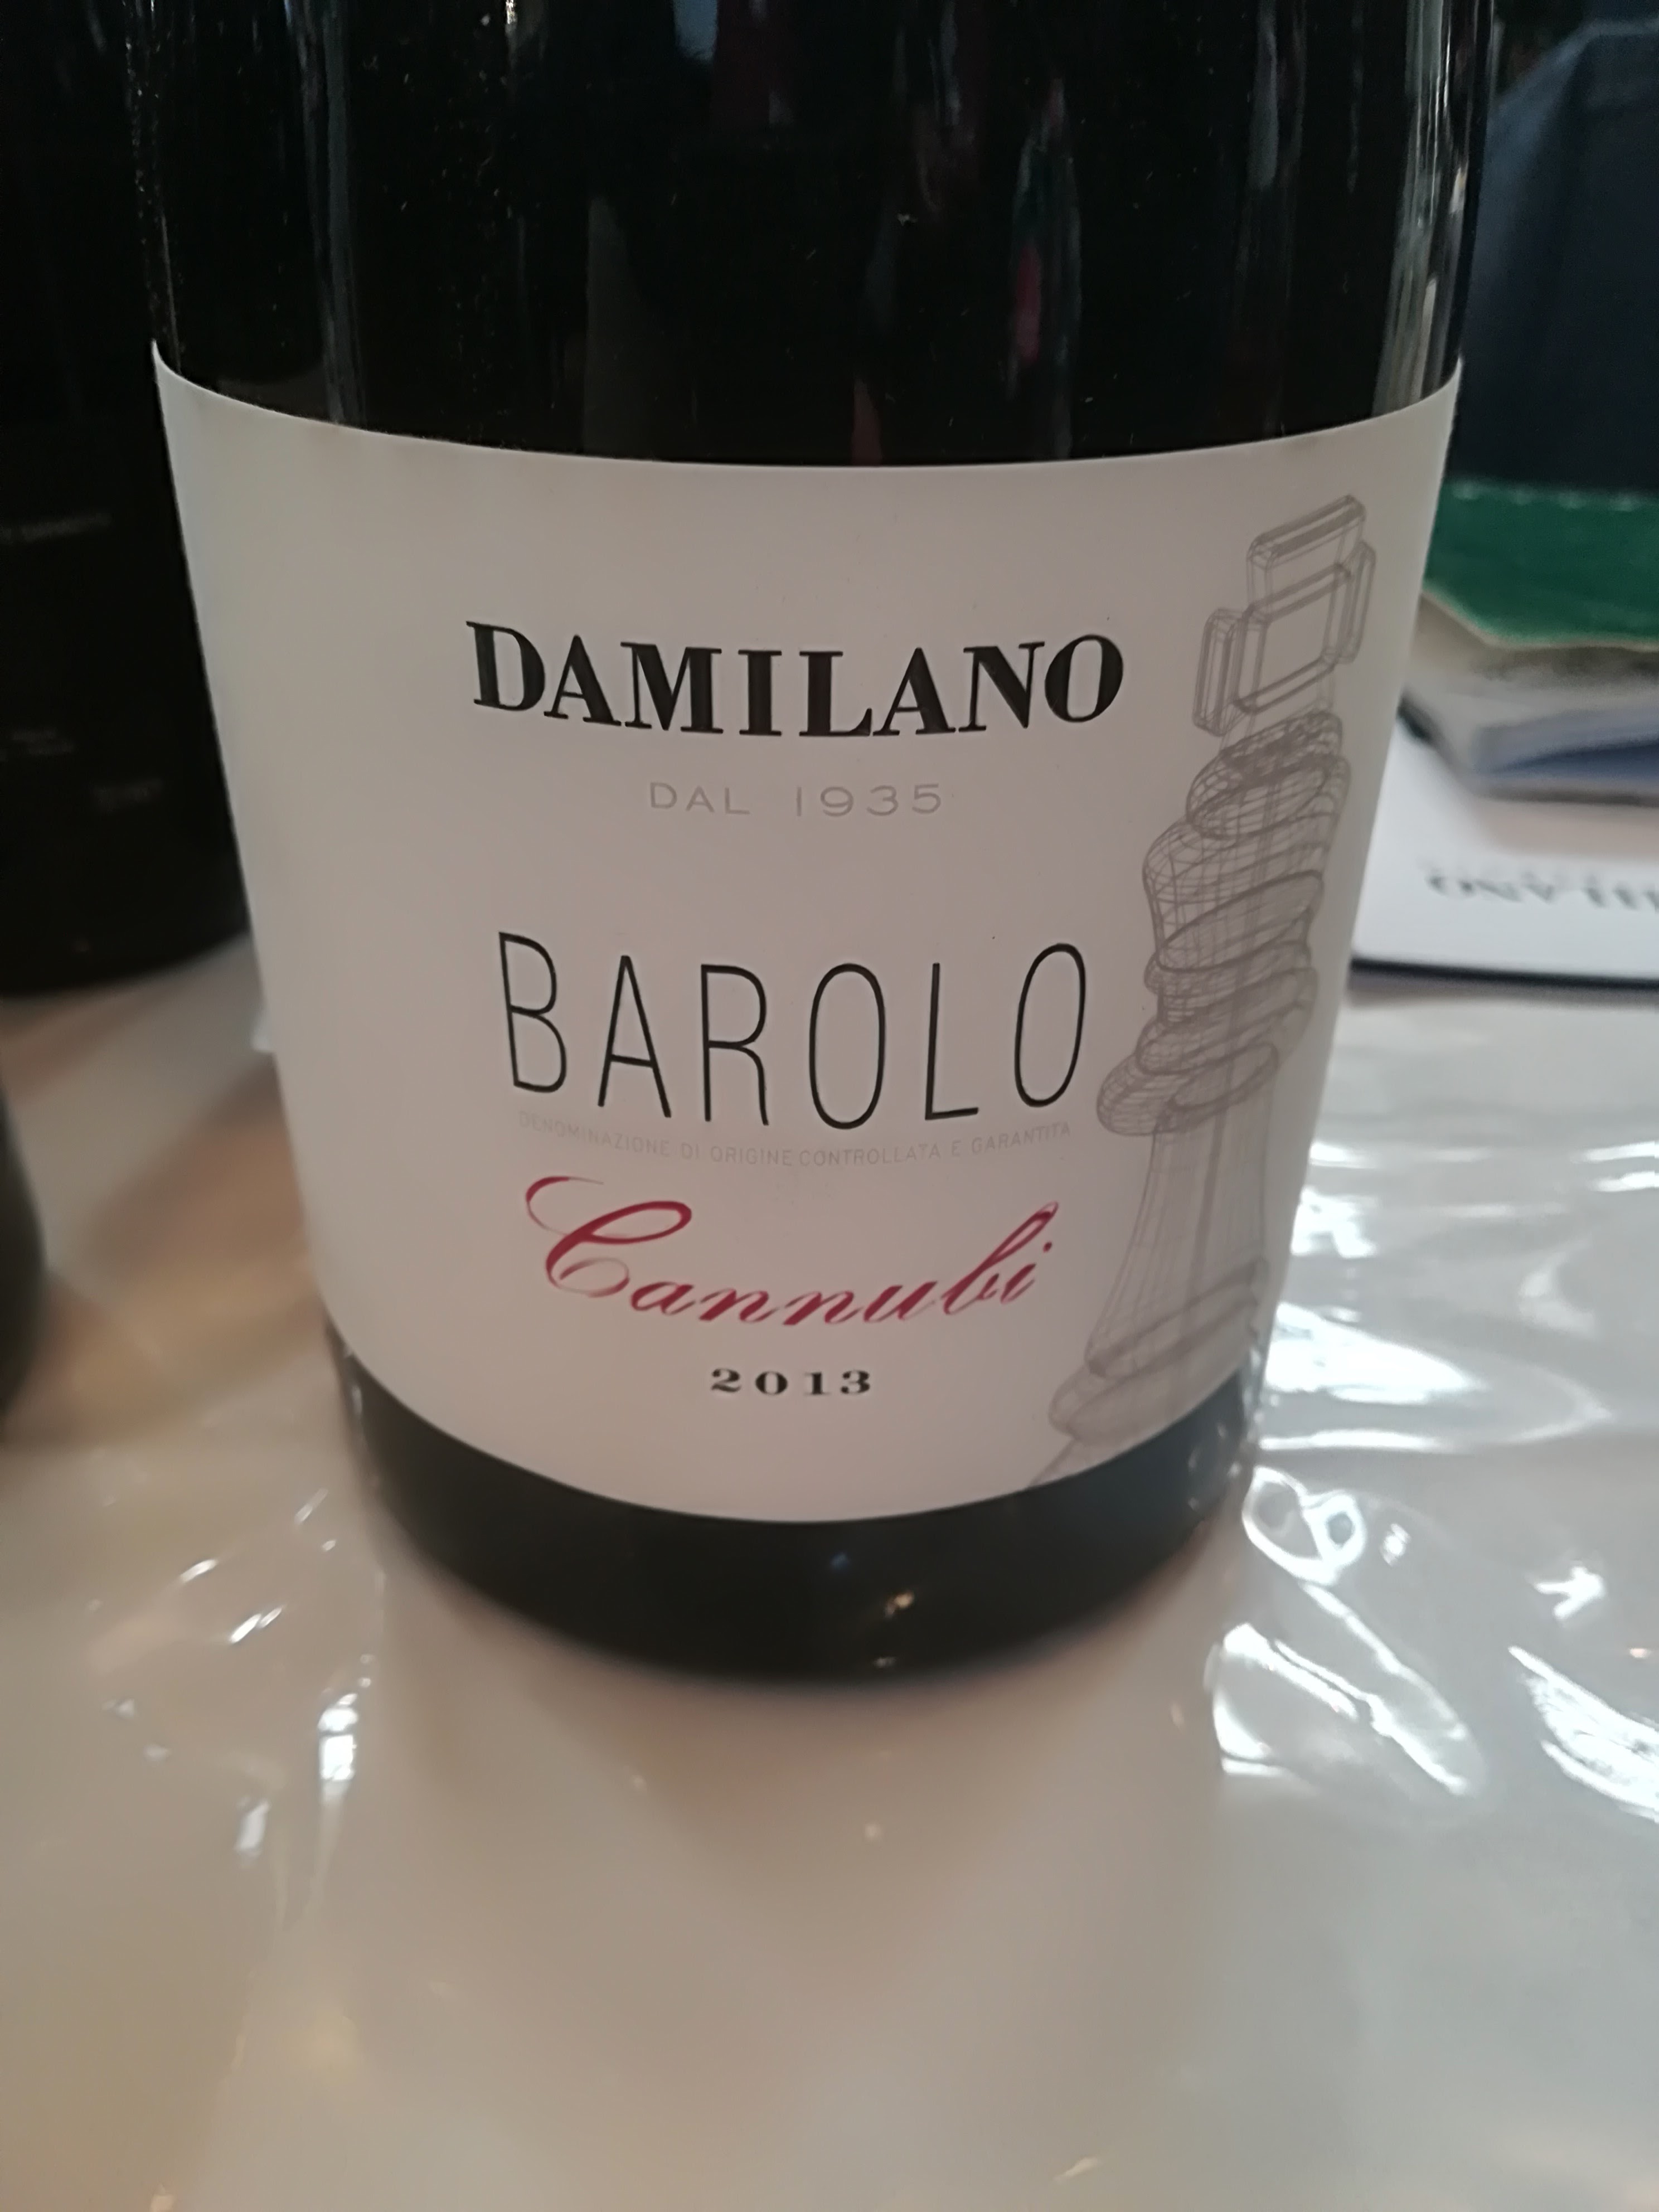 DAMILANO
DAL 1935
BAROLO
DENOMINAZIONE DI ORIGINE CONTROLLATA E GARANTITA
Cannubi
2013